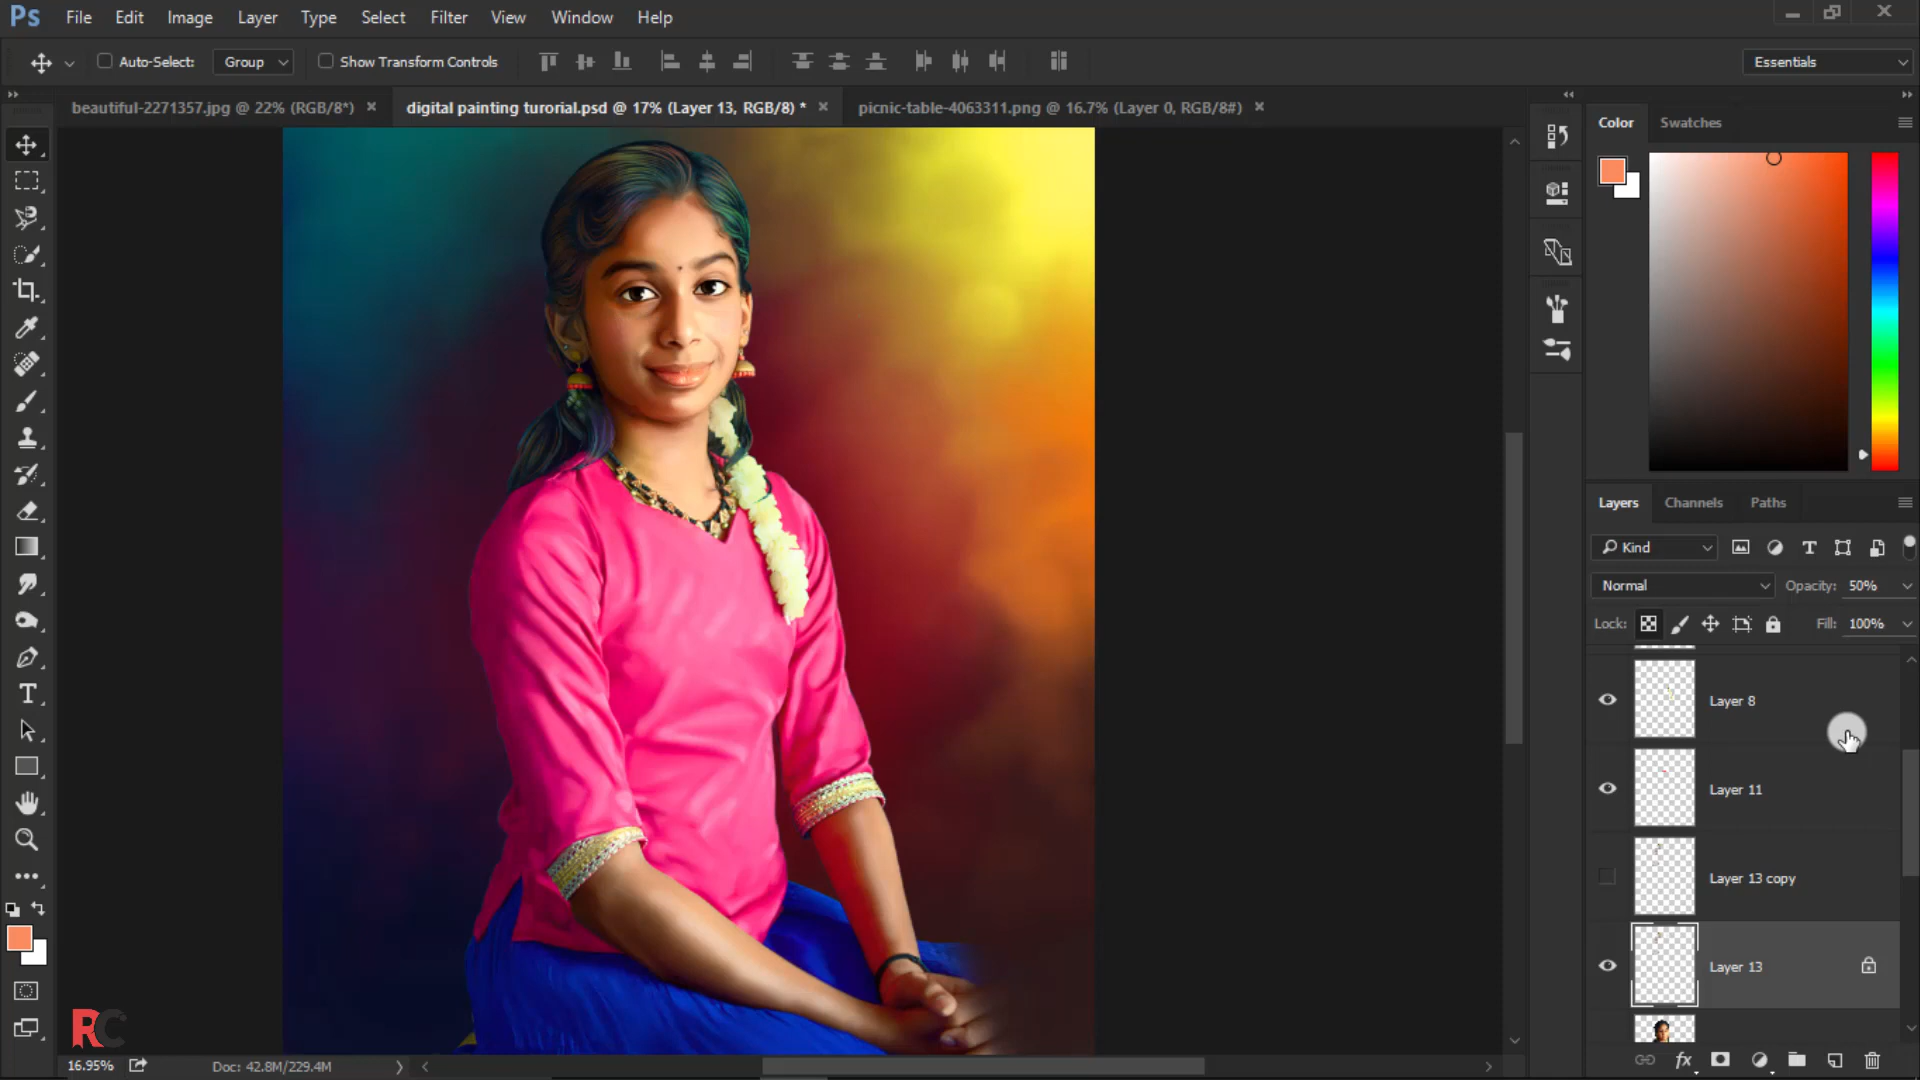 Ps File Edit Image Layer Type Select Filter View Window Help
Auto-Select: Group Show Transform Controls Essentials
beautiful-2271357.jpg @ 22% (RGB/8*) × digital painting turorial.psd @ 17% (Layer 13, RGB/8) * × picnic-table-4063311.png @ 16.7% (Layer 0, RGB/8#) ×
Color Swatches
Layers Channels Paths
Kind
Normal Opacity: 50%
Lock: Fill: 100%
Layer 8
Layer 11
Layer 13 copy
Layer 13
RC
16.95% Doc: 42.8M/229.4M